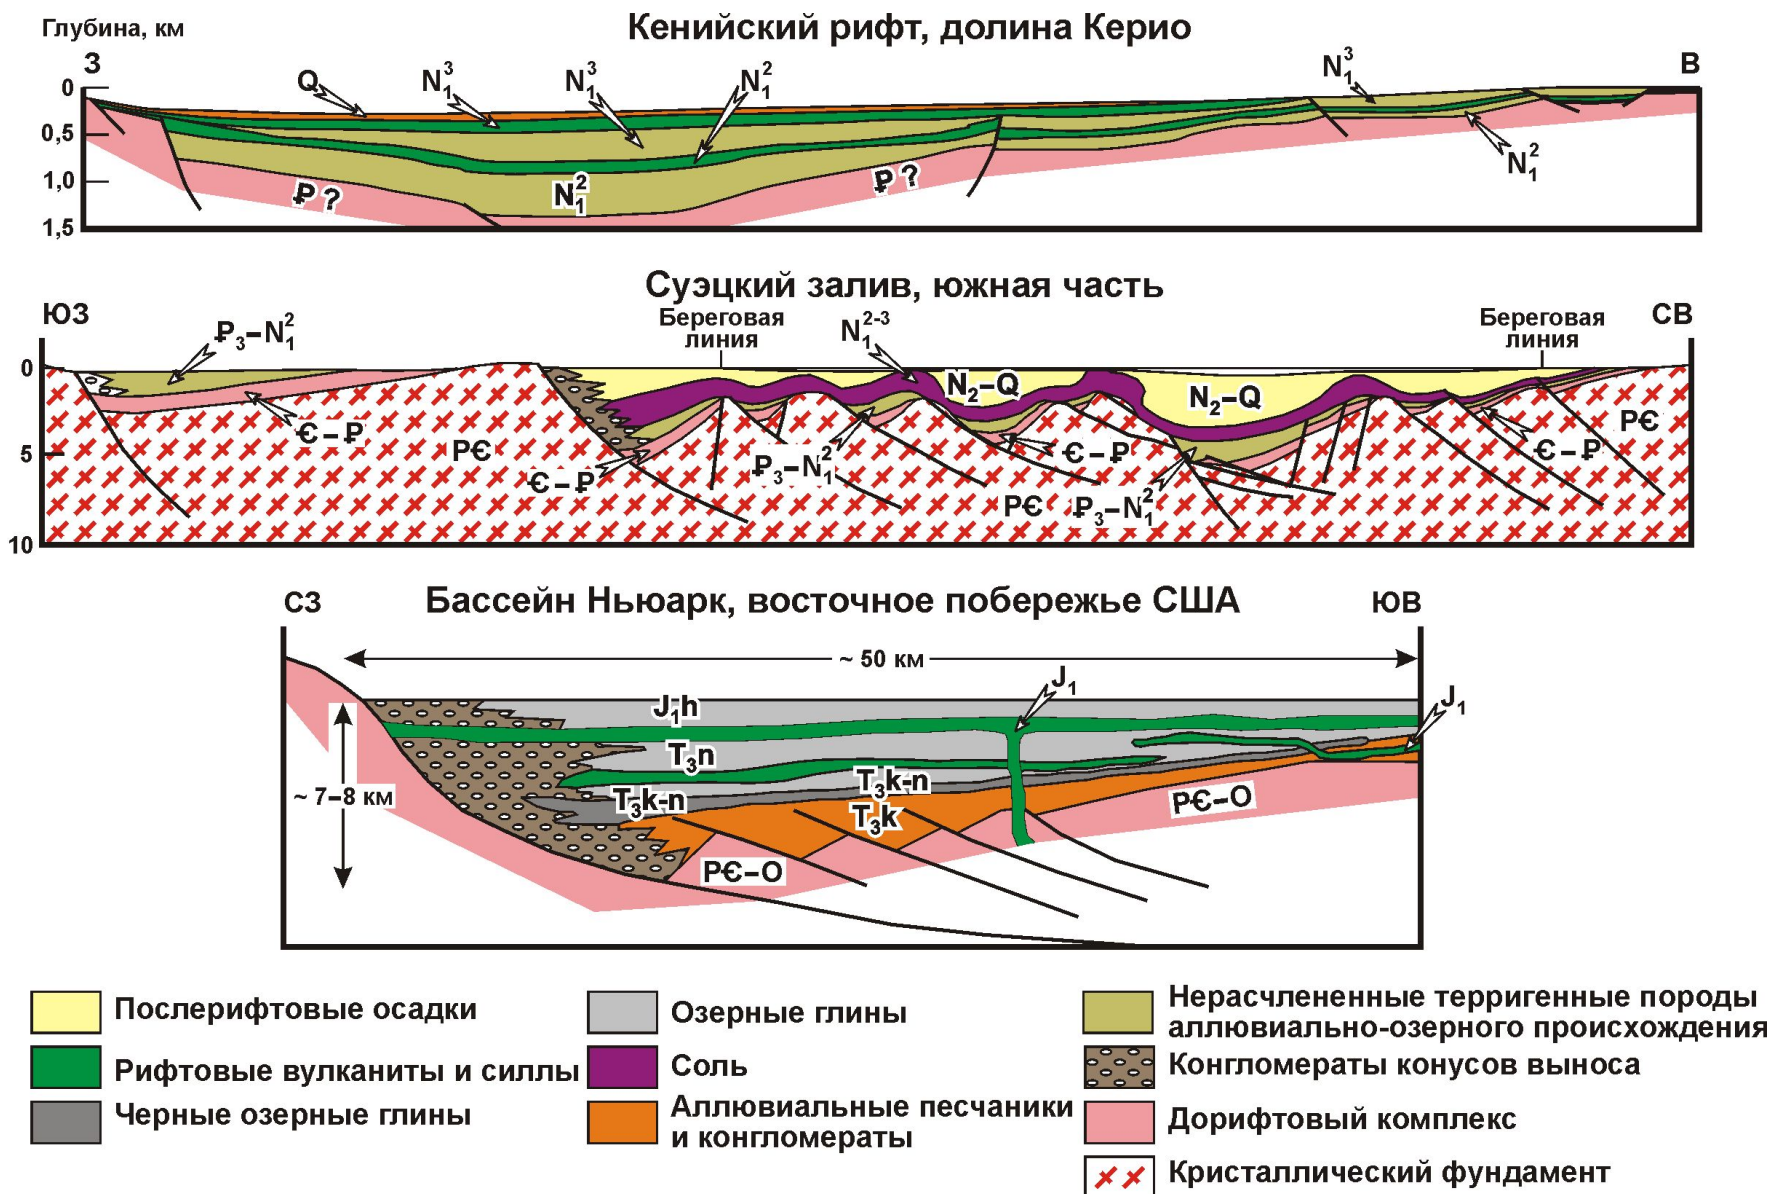 Кенийский рифт, долина Керио
Глубина, км
З
В
Q
N₁³
N₁³
N₁²
N₁³
0
0,5
1,0
1,5
₽ ?
N₁²
₽ ?
N₁²
Суэцкий залив, южная часть
ЮЗ
СВ
₽₃–N₁²
Береговая
линия
N₁²⁻³
Береговая
линия
0
5
10
N₂–Q
N₂–Q
Є–₽
PЄ
Є–₽
₽₃–N₁²
Є–₽
PЄ
₽₃–N₁²
Є–₽
PЄ
СЗ
Бассейн Ньюарк, восточное побережье США
ЮВ
~ 50 км
J₁
J₁
J₁h
T₃n
~ 7–8 км
T₃k-n
T₃k-n
T₃k
PЄ–O
PЄ–O
Послерифтовые осадки
Рифтовые вулканиты и силлы
Черные озерные глины
Озерные глины
Соль
Аллювиальные песчаники
и конгломераты
Нерасчлененные терригенные породы
аллювиально-озерного происхождения
Конгломераты конусов выноса
Дорифтовый комплекс
Кристаллический фундамент